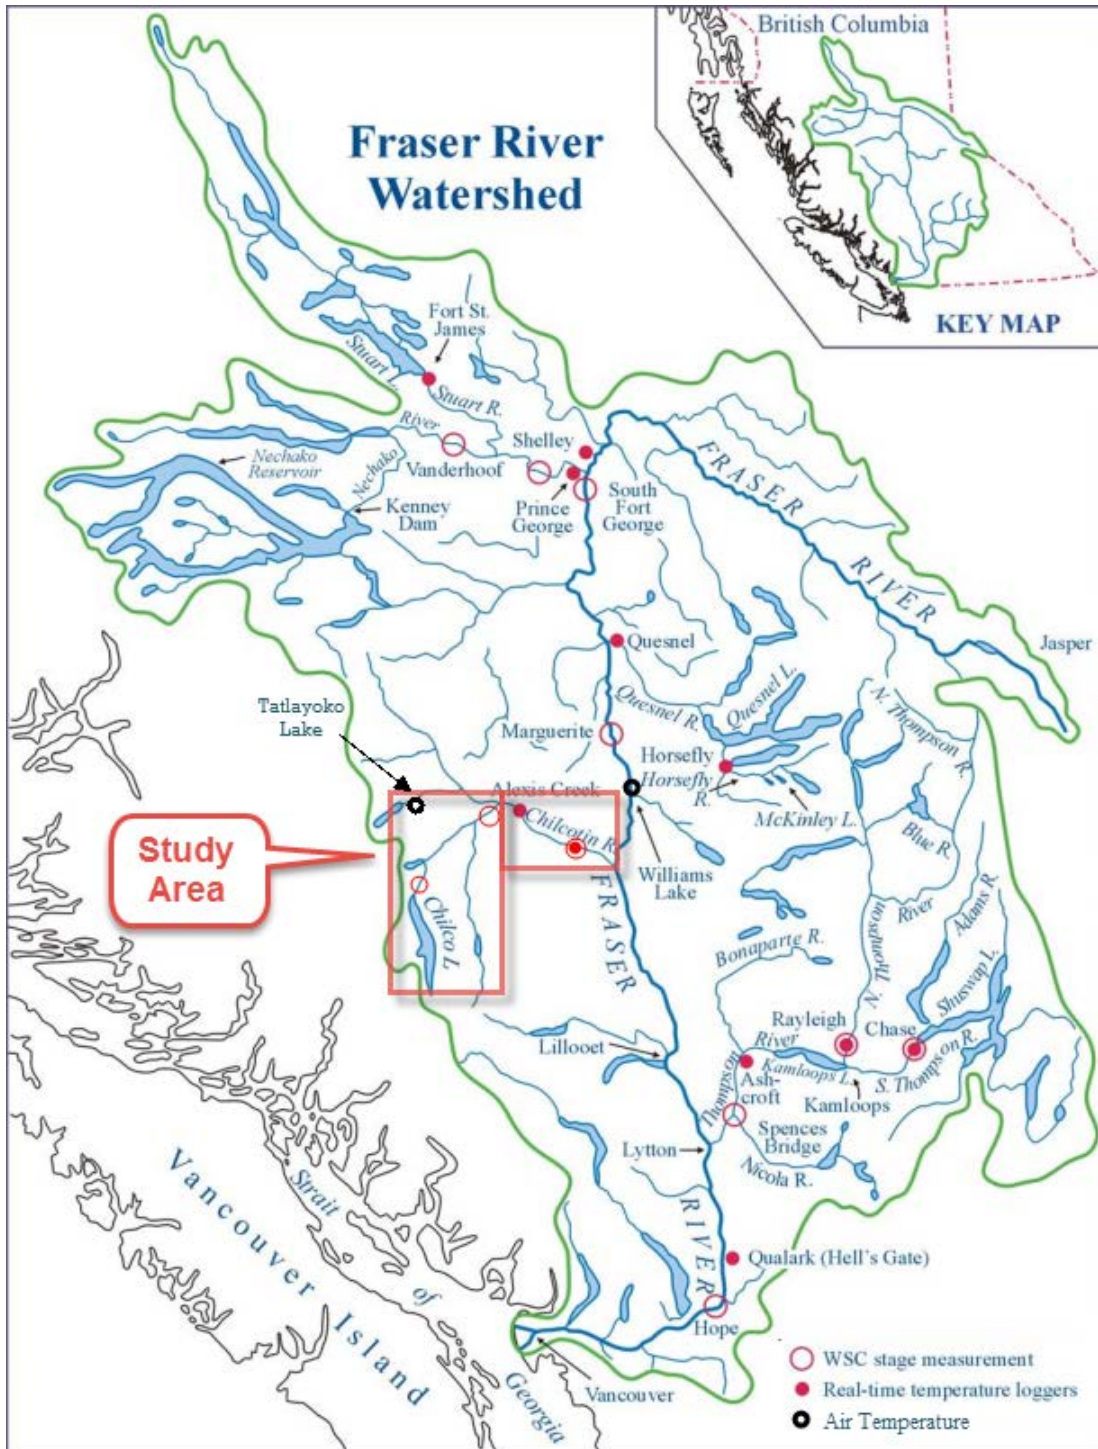 British Columbia
KEY MAP
Fraser River
Watershed
Fort St.
James
Stuart L.
Stuart R.
River
Nechako
Reservoir
Nechako
Vanderhoof
Kenney
Dam
Shelley
Prince
George
South
Fort
George
FRASER
RIVER
Jasper
Quesnel
Quesnel R.
Quesnel L.
N. Thompson R.
Tatlayoko
Lake
Marguerite
Horsefly
Horsefly
R.
McKinley L.
Blue R.
River
Alexis Creek
Chilcotin R.
Williams
Lake
Study
Area
Chilco L
FRASER
Bonaparte R.
N. Thompson
Adams R.
Shuswap L.
Rayleigh
Chase
River
S. Thompson R.
Kamloops L.
Kamloops
Lillooet
Thompson
Ash-
croft
Spences
Bridge
Nicola R.
Lytton
RIVER
Qualark (Hell's Gate)
Hope
Vancouver
Vancouver Island
Strait
of
Georgia
WSC stage measurement
Real-time temperature loggers
Air Temperature